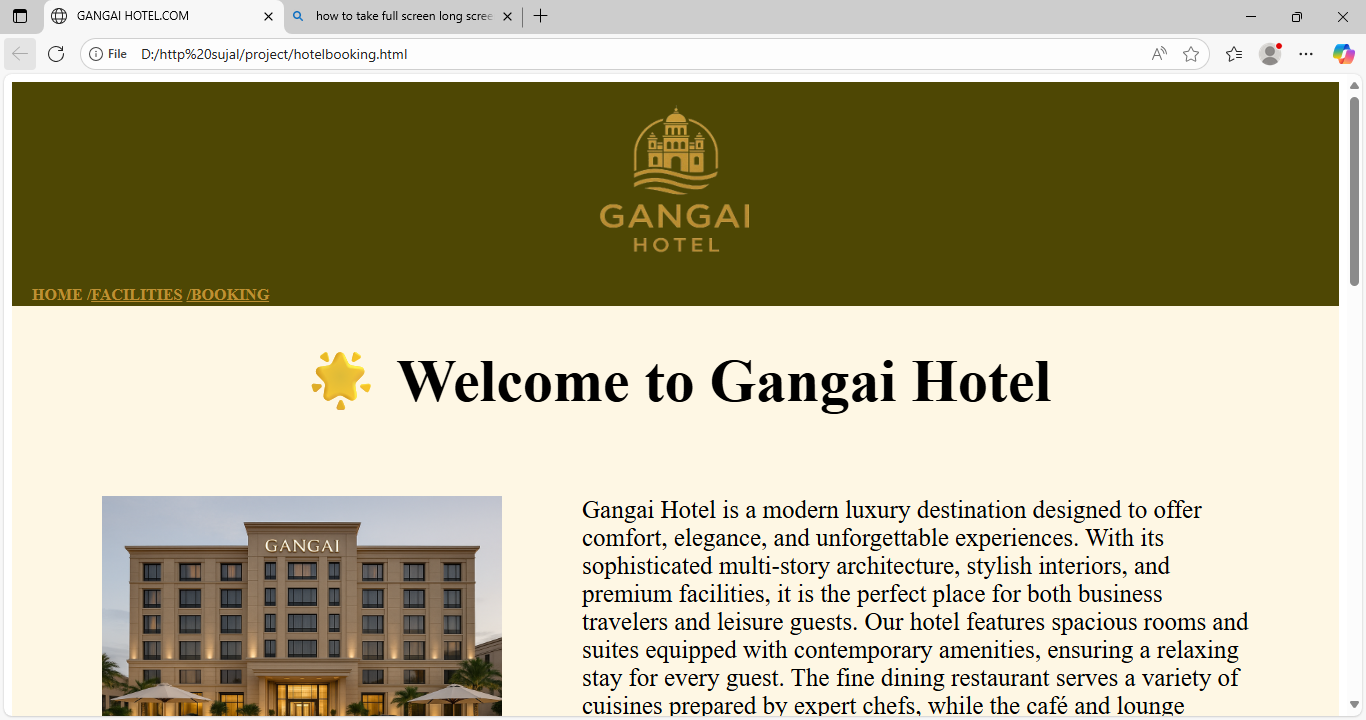 GANGAI HOTEL.COM
how to take full screen long scree
File
D:/http%20sujal/project/hotelbooking.html
GANGAI
HOTEL
HOME /FACILITIES /BOOKING
🌟 Welcome to Gangai Hotel
GANGAI
Gangai Hotel is a modern luxury destination designed to offer
comfort, elegance, and unforgettable experiences. With its
sophisticated multi-story architecture, stylish interiors, and
premium facilities, it is the perfect place for both business
travelers and leisure guests. Our hotel features spacious rooms and
suites equipped with contemporary amenities, ensuring a relaxing
stay for every guest. The fine dining restaurant serves a variety of
cuisines prepared by expert chefs, while the café and lounge